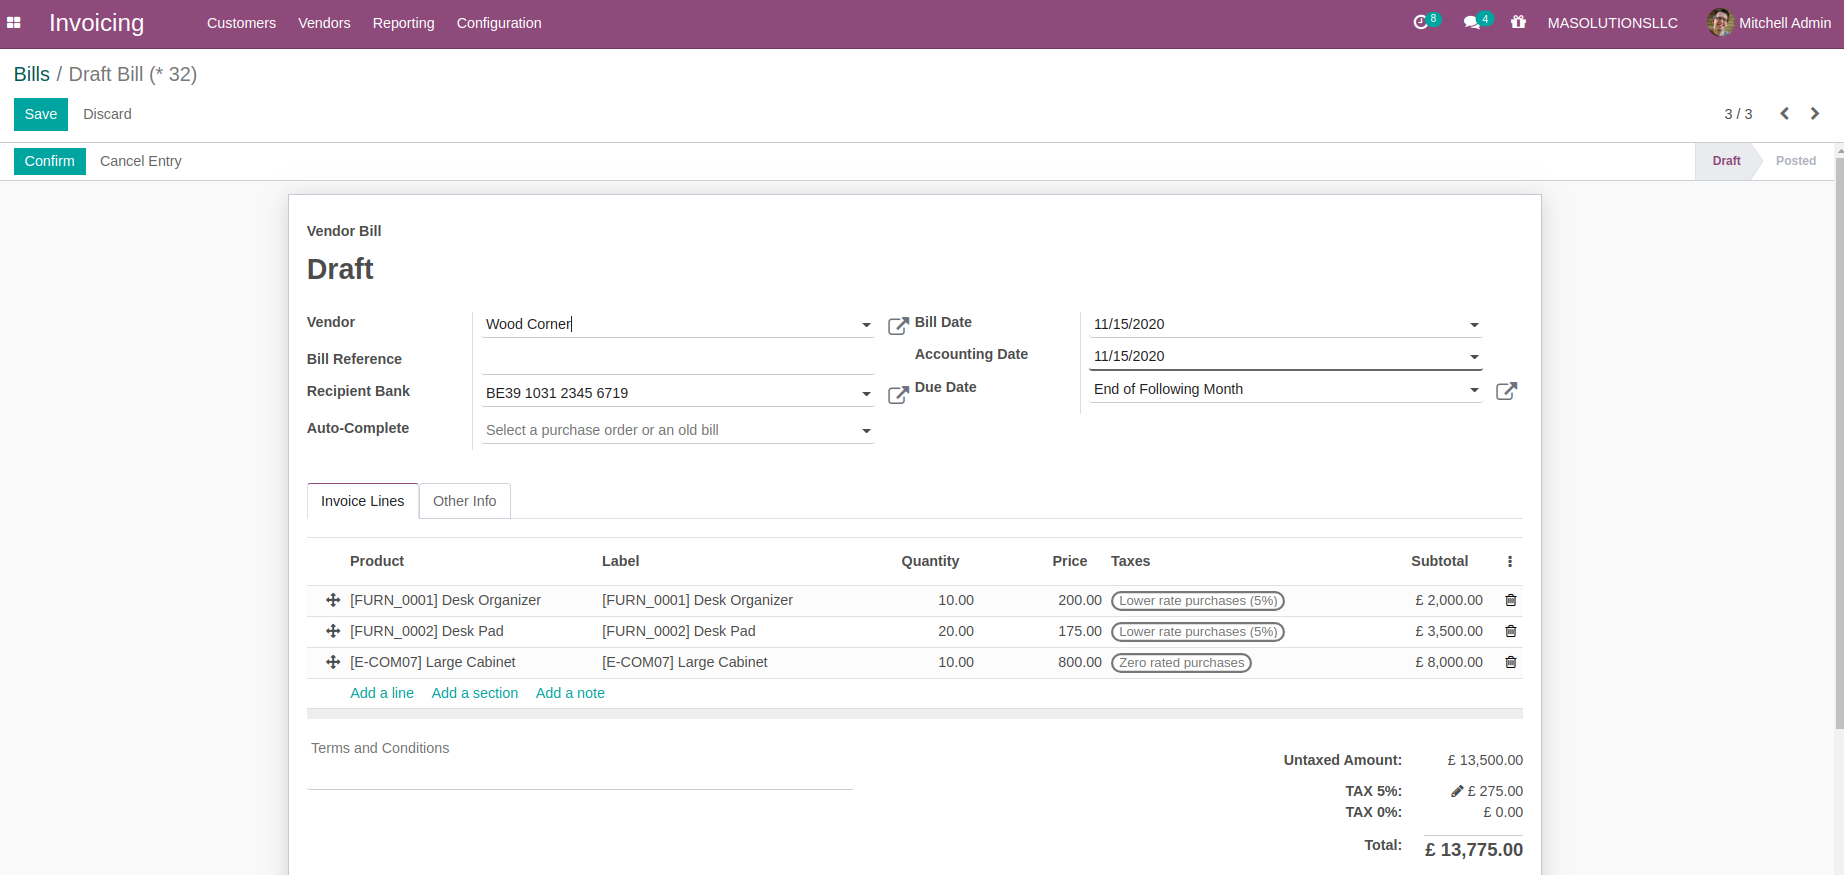 Invoicing Customers Vendors Reporting Configuration 8 4 MASOLUTIONSLLC Mitchell Admin
Bills / Draft Bill (* 32)
Save Discard 3 / 3
Confirm Cancel Entry Draft Posted
Vendor Bill
Draft
Vendor Wood Corner Bill Date 11/15/2020
Accounting Date 11/15/2020
Bill Reference
Recipient Bank BE39 1031 2345 6719 Due Date End of Following Month
Auto-Complete Select a purchase order or an old bill
Invoice Lines Other Info
Product Label Quantity Price Taxes Subtotal
[FURN_0001] Desk Organizer [FURN_0001] Desk Organizer 10.00 200.00 Lower rate purchases (5%) £ 2,000.00
[FURN_0002] Desk Pad [FURN_0002] Desk Pad 20.00 175.00 Lower rate purchases (5%) £ 3,500.00
[E-COM07] Large Cabinet [E-COM07] Large Cabinet 10.00 800.00 Zero rated purchases £ 8,000.00
Add a line Add a section Add a note
Terms and Conditions
Untaxed Amount: £ 13,500.00
TAX 5%: £ 275.00
TAX 0%: £ 0.00
Total: £ 13,775.00